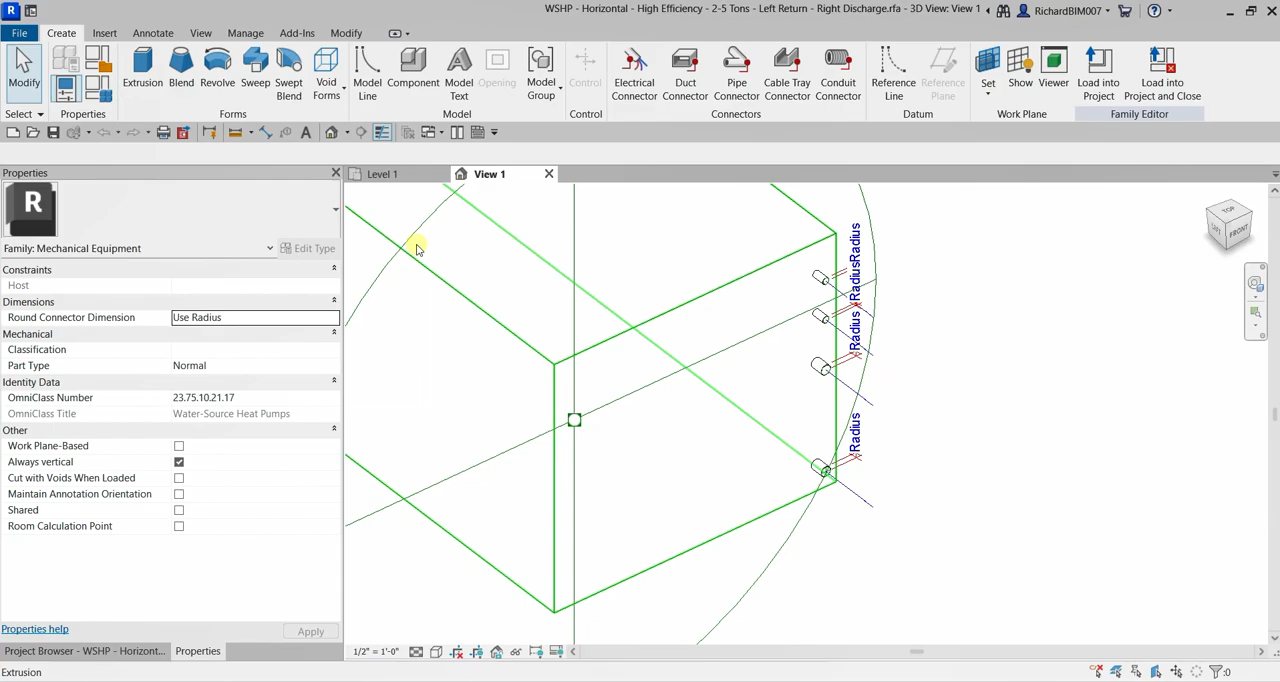 WSHP - Horizontal - High Efficiency - 2-5 Tons - Left Return - Right Discharge.rfa - 3D View: View 1
RichardBIM007
File Create Insert Annotate View Manage Add-Ins Modify
Modify
Extrusion Blend Revolve Sweep Swept Blend Void Forms
Model Line Component Model Text Opening Model Group
Control
Electrical Connector Duct Connector Pipe Connector Cable Tray Connector Conduit Connector
Reference Line Reference Plane
Set Show Viewer
Load into Project Load into Project and Close
Select Properties Forms Model Control Connectors Datum Work Plane Family Editor
Properties
Level 1 View 1
R
Family: Mechanical Equipment Edit Type
Constraints
Host
Dimensions
Round Connector Dimension Use Radius
Mechanical
Classification
Part Type Normal
Identity Data
OmniClass Number 23.75.10.21.17
OmniClass Title Water-Source Heat Pumps
Other
Work Plane-Based
Always vertical
Cut with Voids When Loaded
Maintain Annotation Orientation
Shared
Room Calculation Point
Properties help Apply
Project Browser - WSHP - Horizont... Properties
Radius
Radius
Radius
Radius
TOP
FRONT
1/2" = 1'-0"
Extrusion
:0